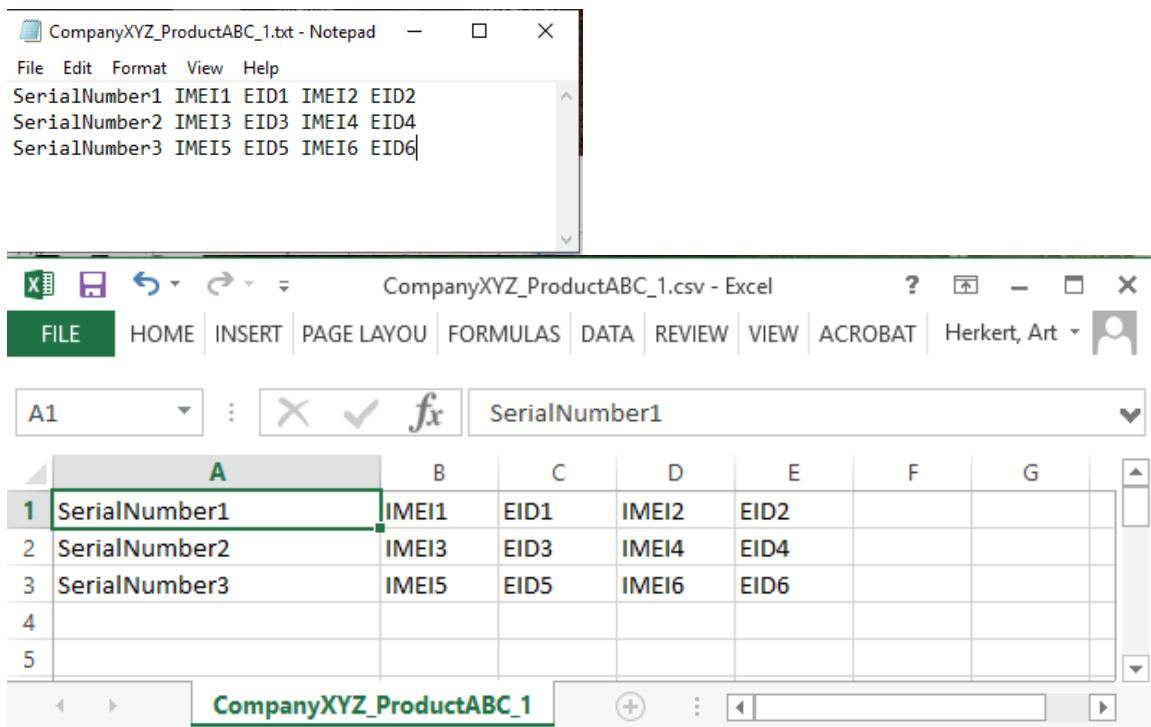 CompanyXYZ_ProductABC_1.txt - Notepad
File Edit Format View Help
SerialNumber1 IMEI1 EID1 IMEI2 EID2
SerialNumber2 IMEI3 EID3 IMEI4 EID4
SerialNumber3 IMEI5 EID5 IMEI6 EID6
CompanyXYZ_ProductABC_1.csv - Excel ?
FILE HOME INSERT PAGE LAYOU FORMULAS DATA REVIEW VIEW ACROBAT Herkert, Art
A1 fx SerialNumber1
A B C D E F G
1 SerialNumber1 IMEI1 EID1 IMEI2 EID2
2 SerialNumber2 IMEI3 EID3 IMEI4 EID4
3 SerialNumber3 IMEI5 EID5 IMEI6 EID6
4
5
CompanyXYZ_ProductABC_1